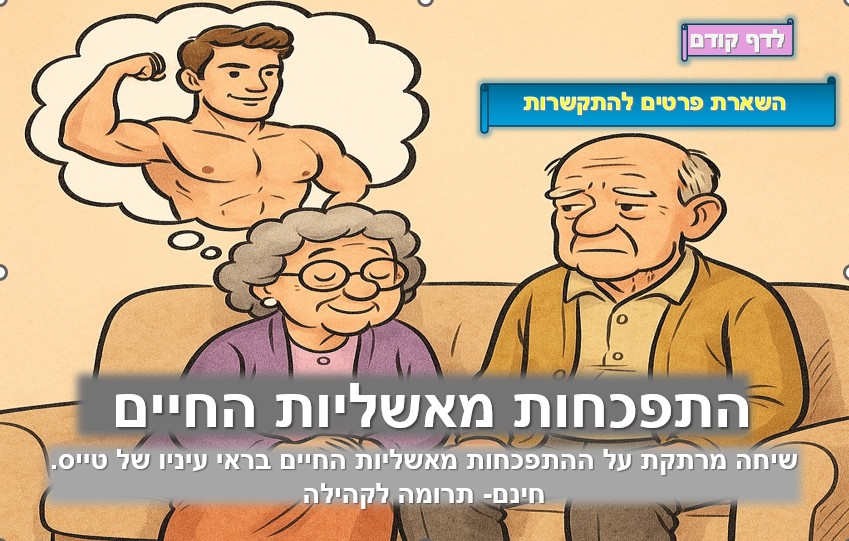 לדף קודם
השארת פרטים להתקשרות
התפכחות מאשליות החיים
שיחה מרתקת על ההתפכחות מאשליות החיים בראי עיניו של טייס.
חינם- תרומה לקהילה